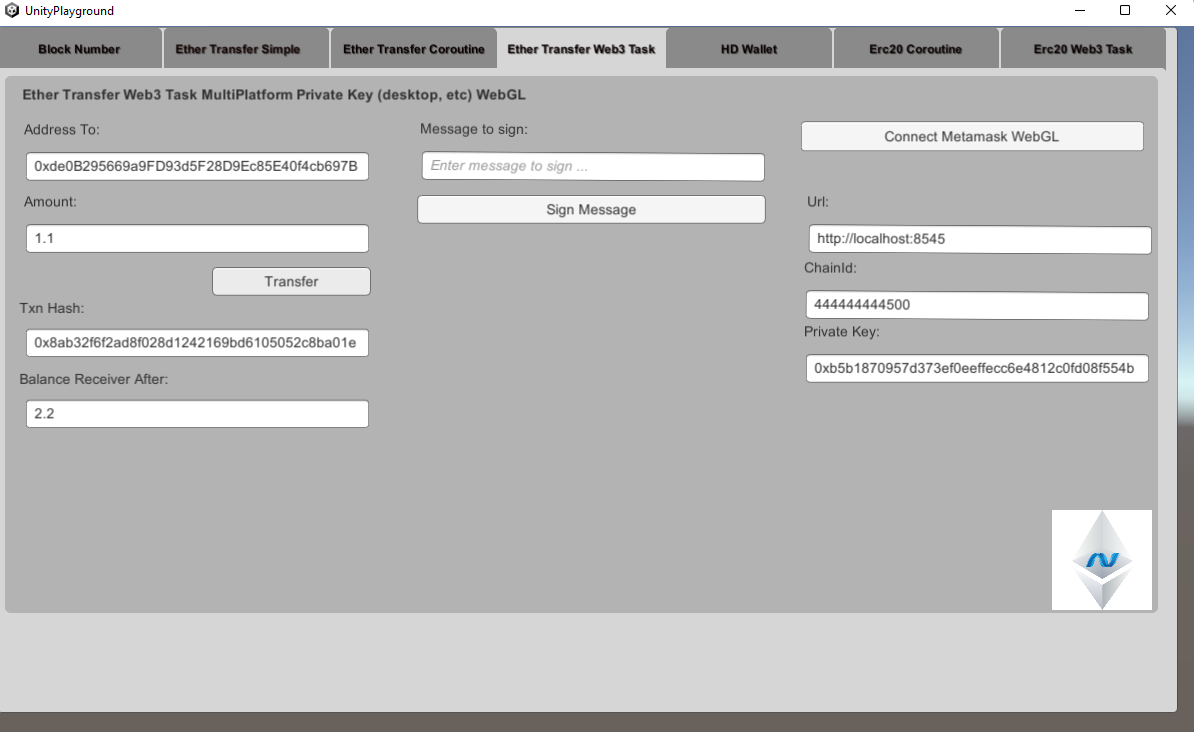 UnityPlayground
Block Number
Ether Transfer Simple
Ether Transfer Coroutine
Ether Transfer Web3 Task
HD Wallet
Erc20 Coroutine
Erc20 Web3 Task
Ether Transfer Web3 Task MultiPlatform Private Key (desktop, etc) WebGL
Address To:
0xde0B295669a9FD93d5F28D9Ec85E40f4cb697B
Amount:
1.1
Transfer
Txn Hash:
0x8ab32f6f2ad8f028d1242169bd6105052c8ba01e
Balance Receiver After:
2.2
Message to sign:
Enter message to sign ...
Sign Message
Connect Metamask WebGL
Url:
http://localhost:8545
ChainId:
444444444500
Private Key:
0xb5b1870957d373ef0eeffecc6e4812c0fd08f554b